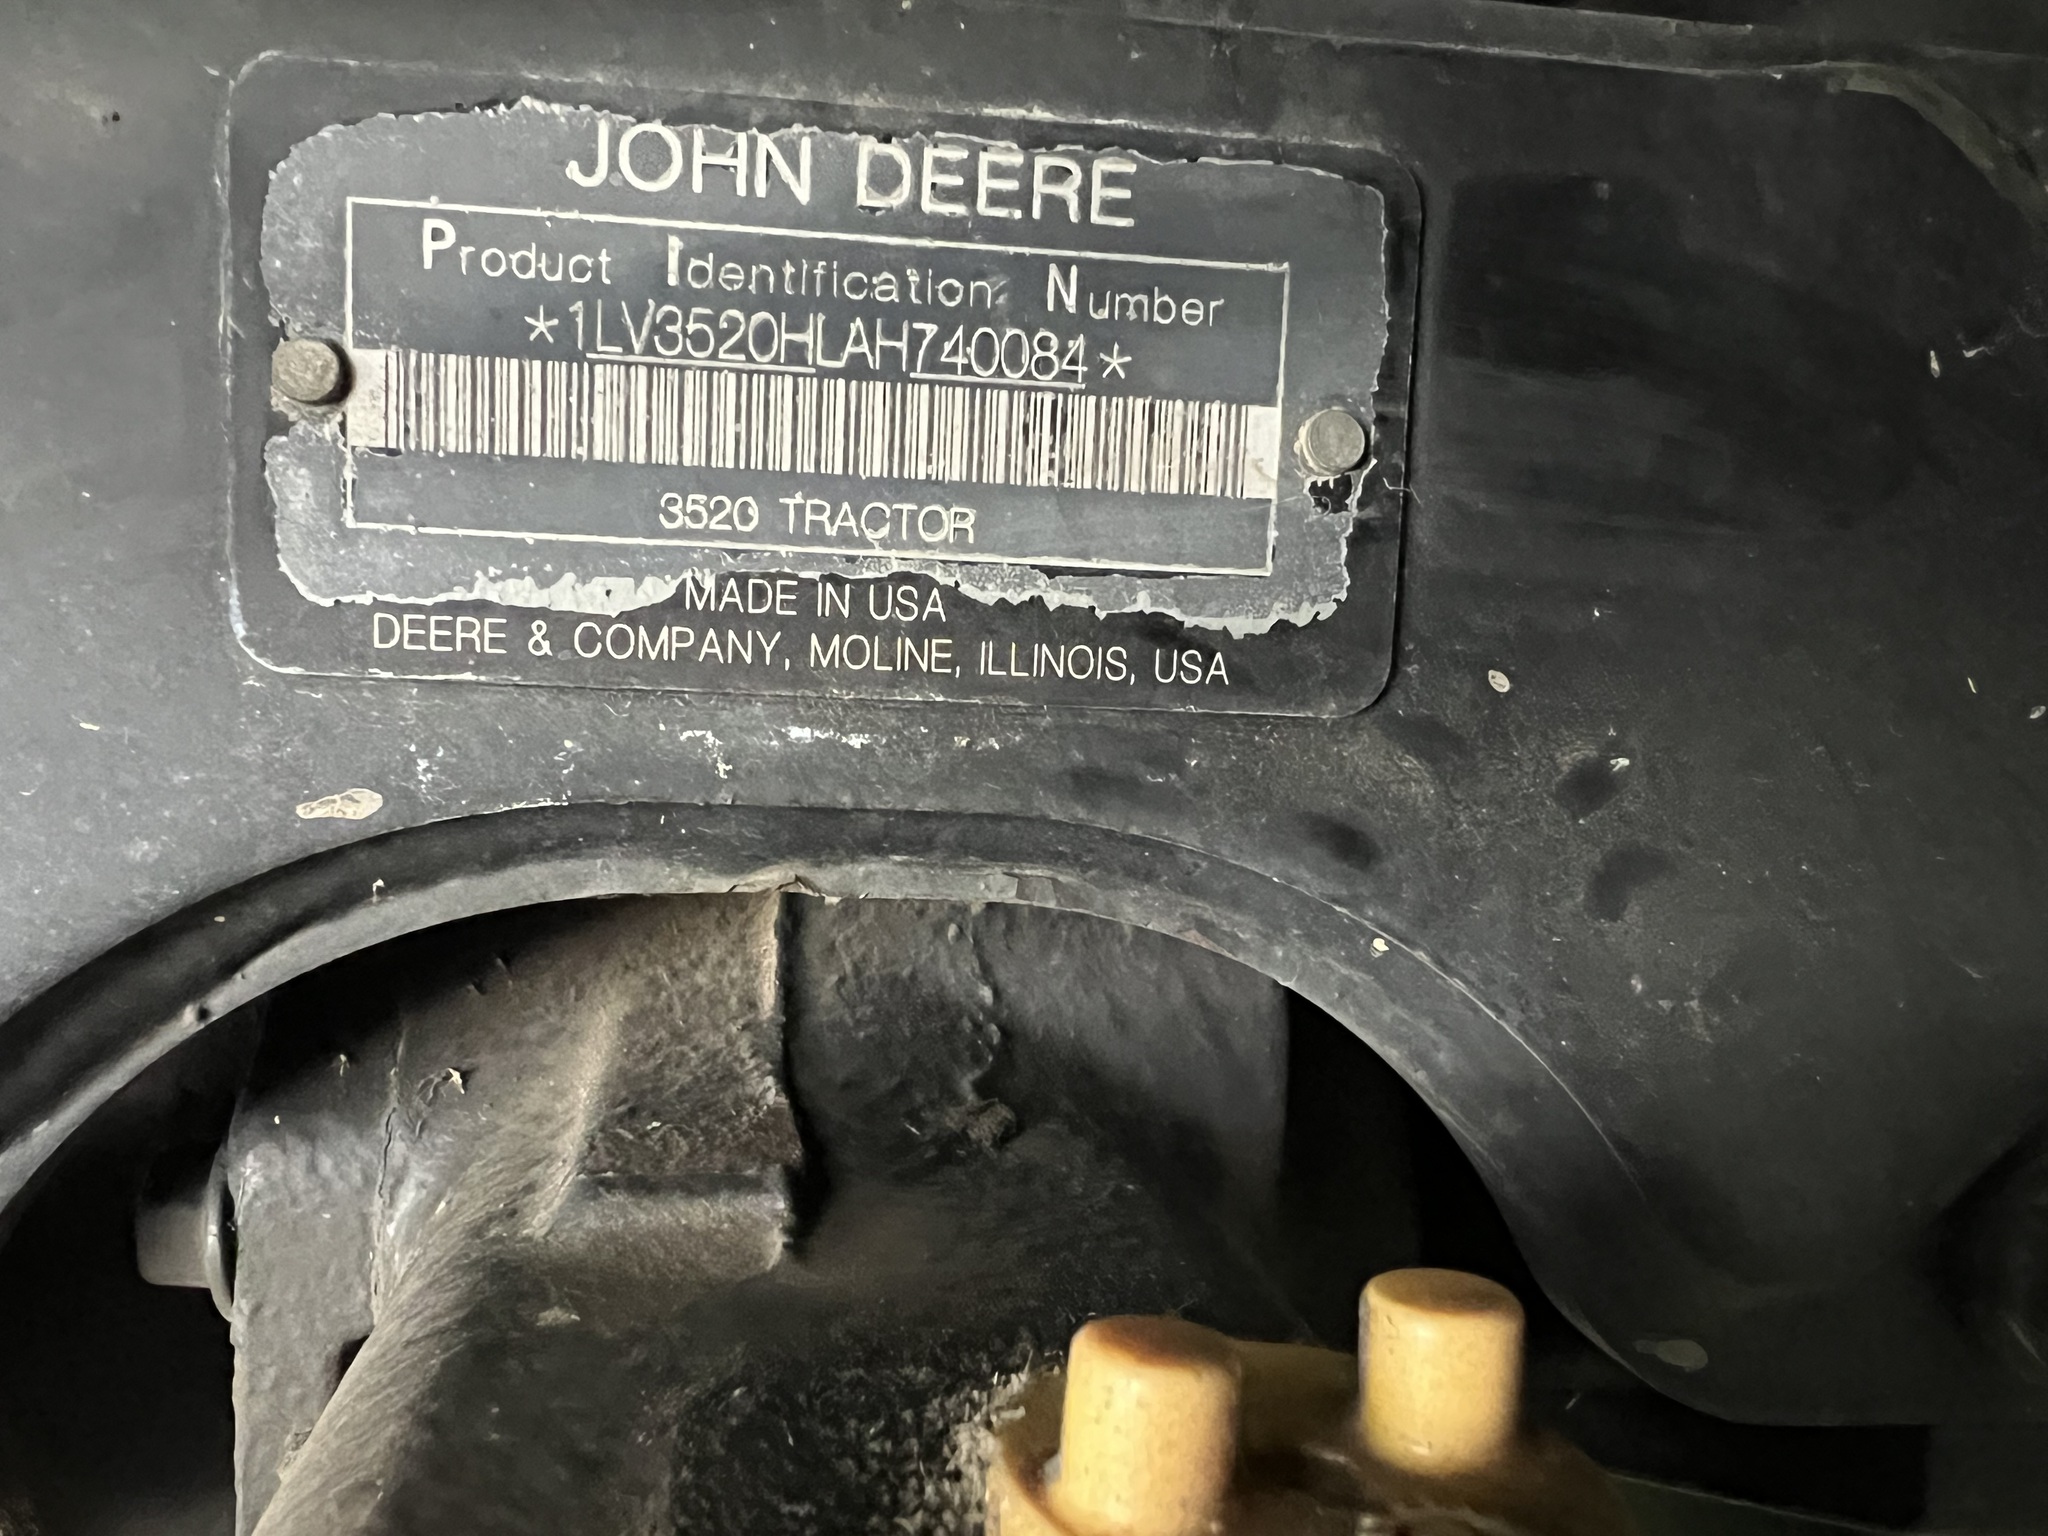 JOHN DEERE
Product Identification Number
*1LV3520HLAH740084*
3520 TRACTOR
MADE IN USA
DEERE & COMPANY, MOLINE, ILLINOIS, USA